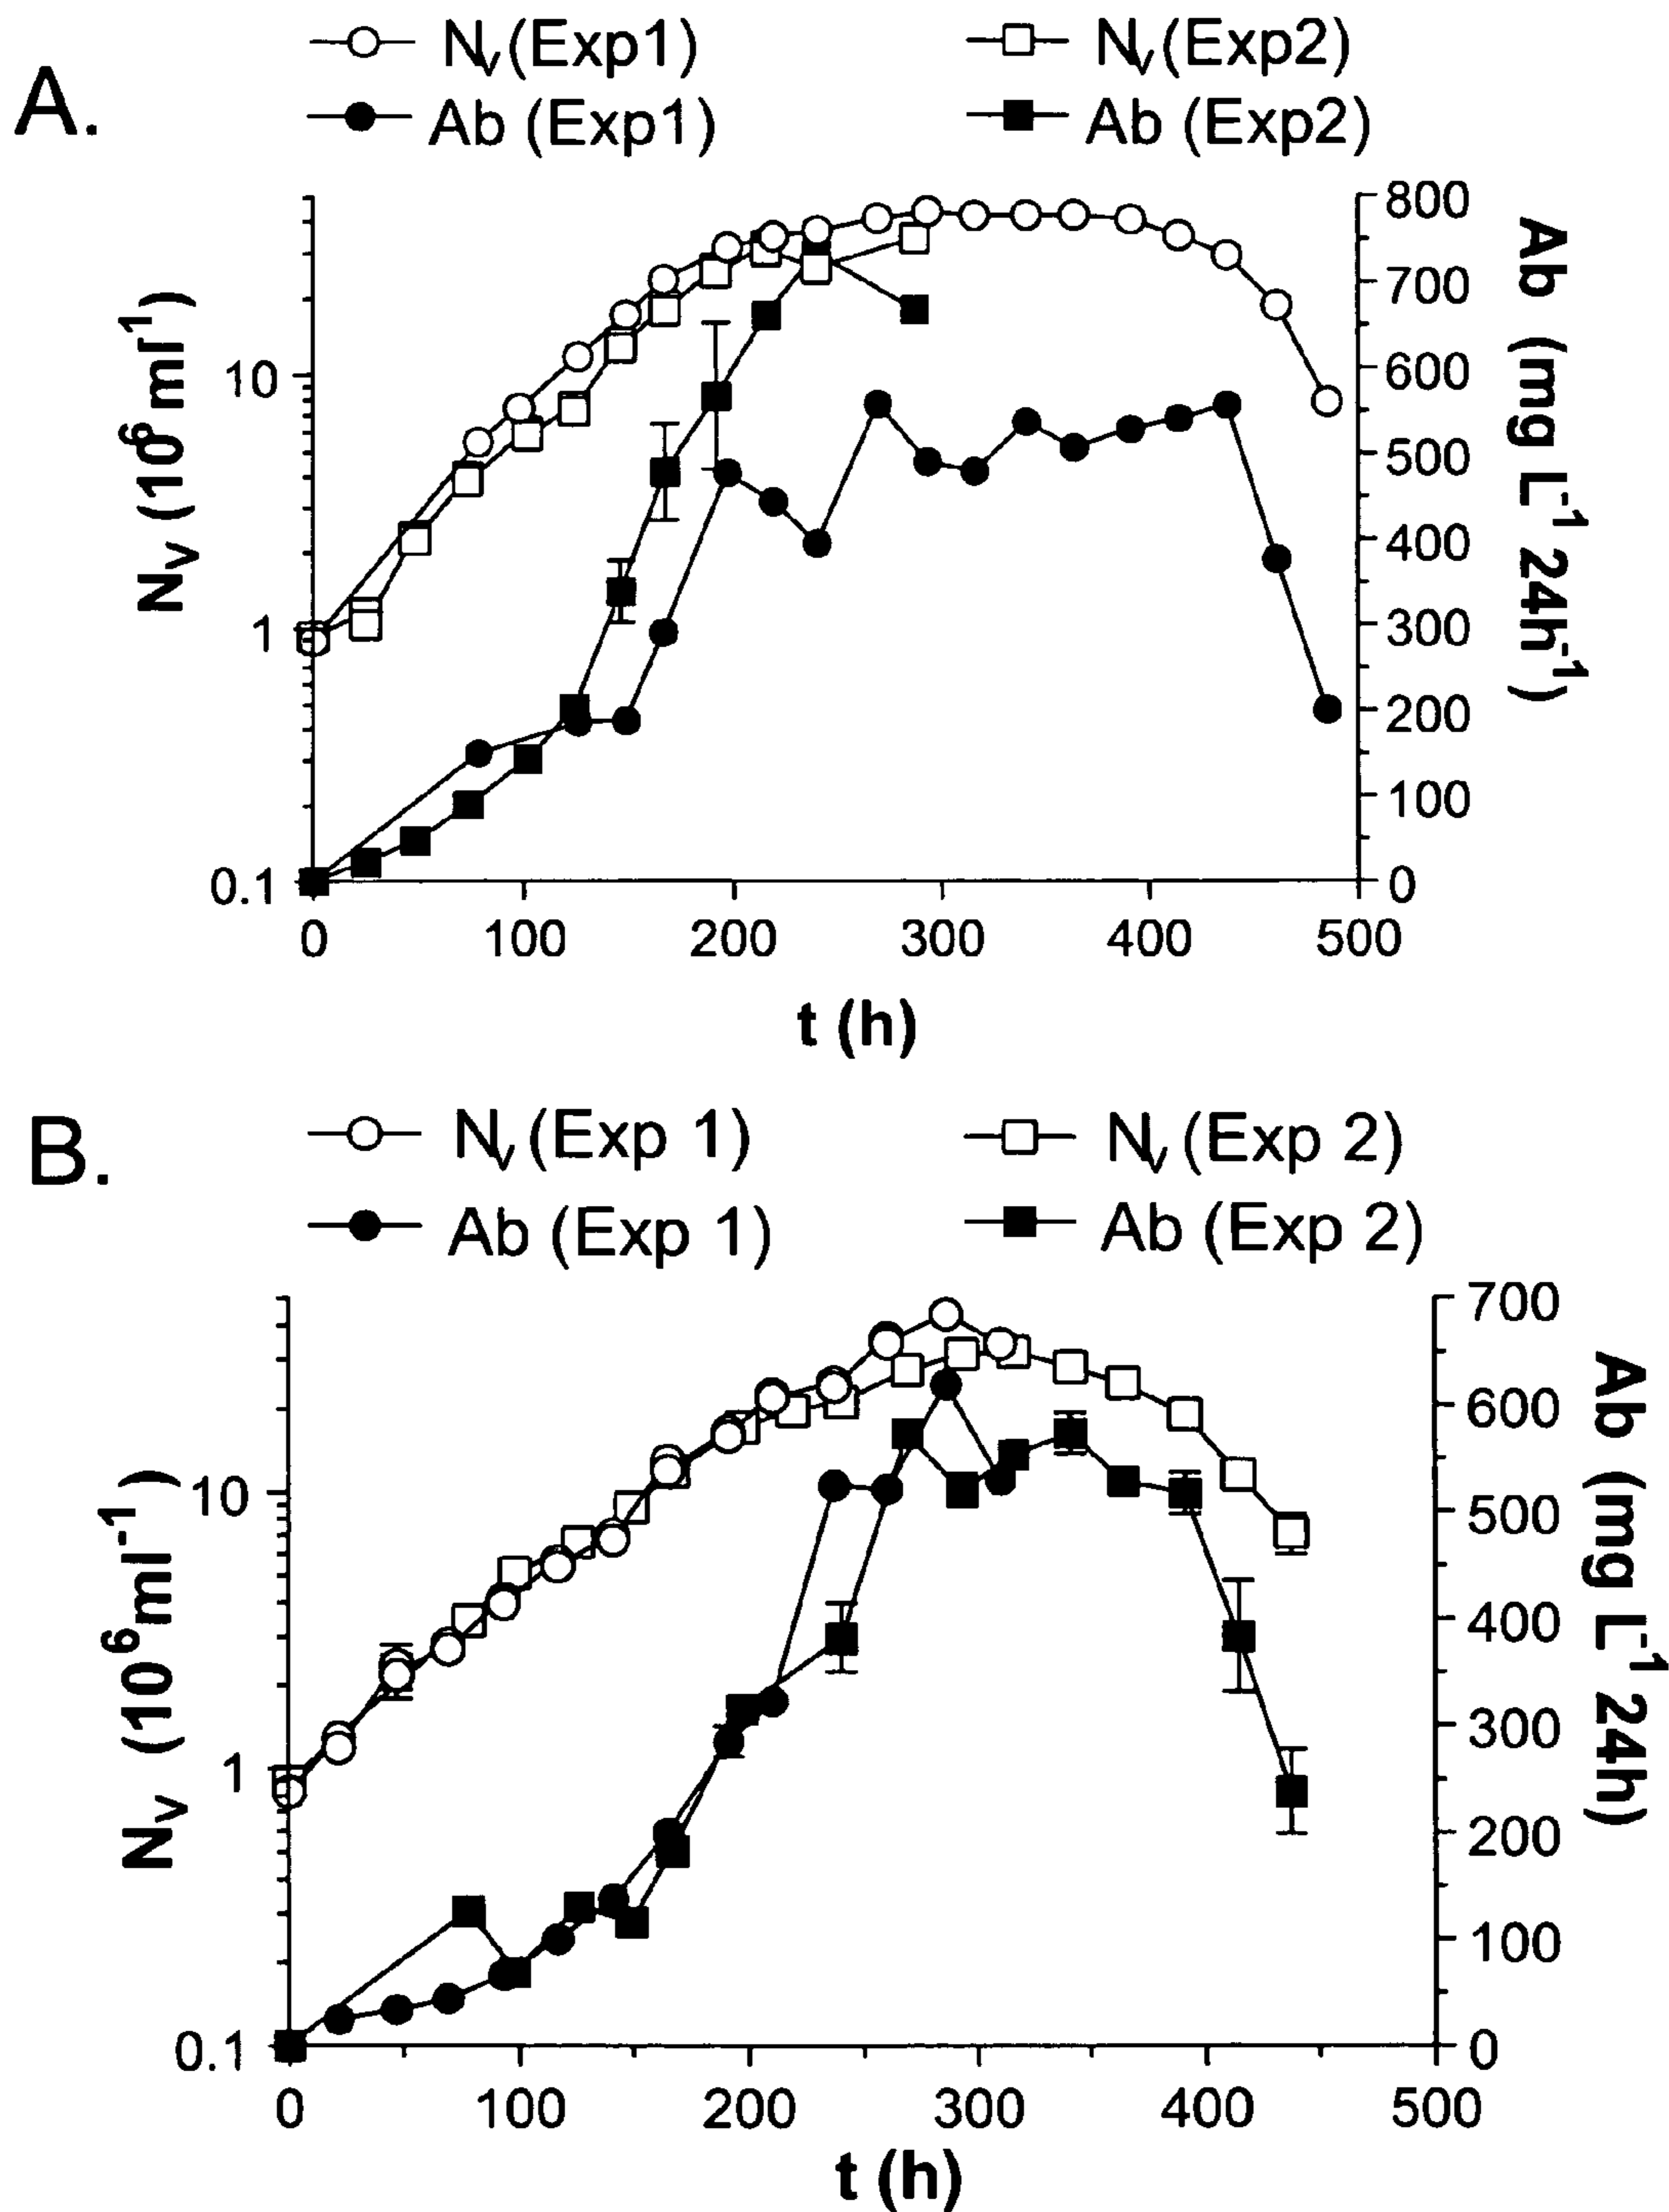 A.
N_v (Exp1)
N_v (Exp2)
Ab (Exp1)
Ab (Exp2)
N_v (10^6 ml^1)
10
1
0.1
800
700
600
500
400
300
200
100
0
Ab (mg L^-1 24h^-1)
0 100 200 300 400 500
t (h)
B.
N_v (Exp 1)
N_v (Exp 2)
Ab (Exp 1)
Ab (Exp 2)
N_v (10^6 ml^-1)
10
1
0.1
700
600
500
400
300
200
100
0
Ab (mg L^-1 24h)
0 100 200 300 400 500
t (h)